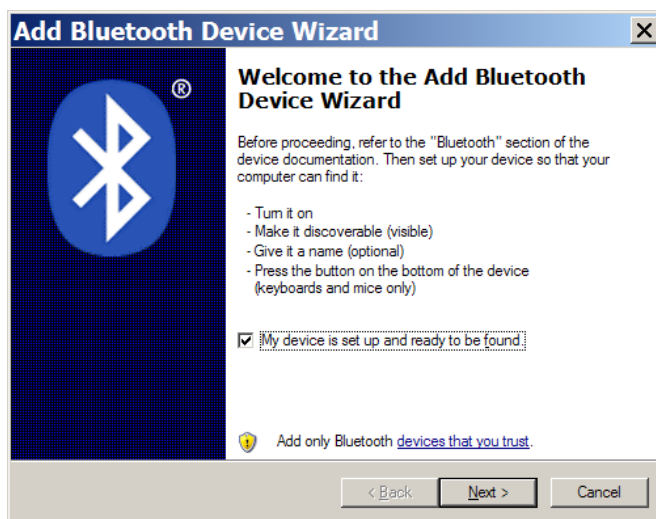 Add Bluetooth Device Wizard
®
Welcome to the Add Bluetooth
Device Wizard
Before proceeding, refer to the "Bluetooth" section of the
device documentation. Then set up your device so that your
computer can find it:
- Turn it on
- Make it discoverable (visible)
- Give it a name (optional)
- Press the button on the bottom of the device
(keyboards and mice only)
My device is set up and ready to be found.
Add only Bluetooth devices that you trust.
< Back Next > Cancel